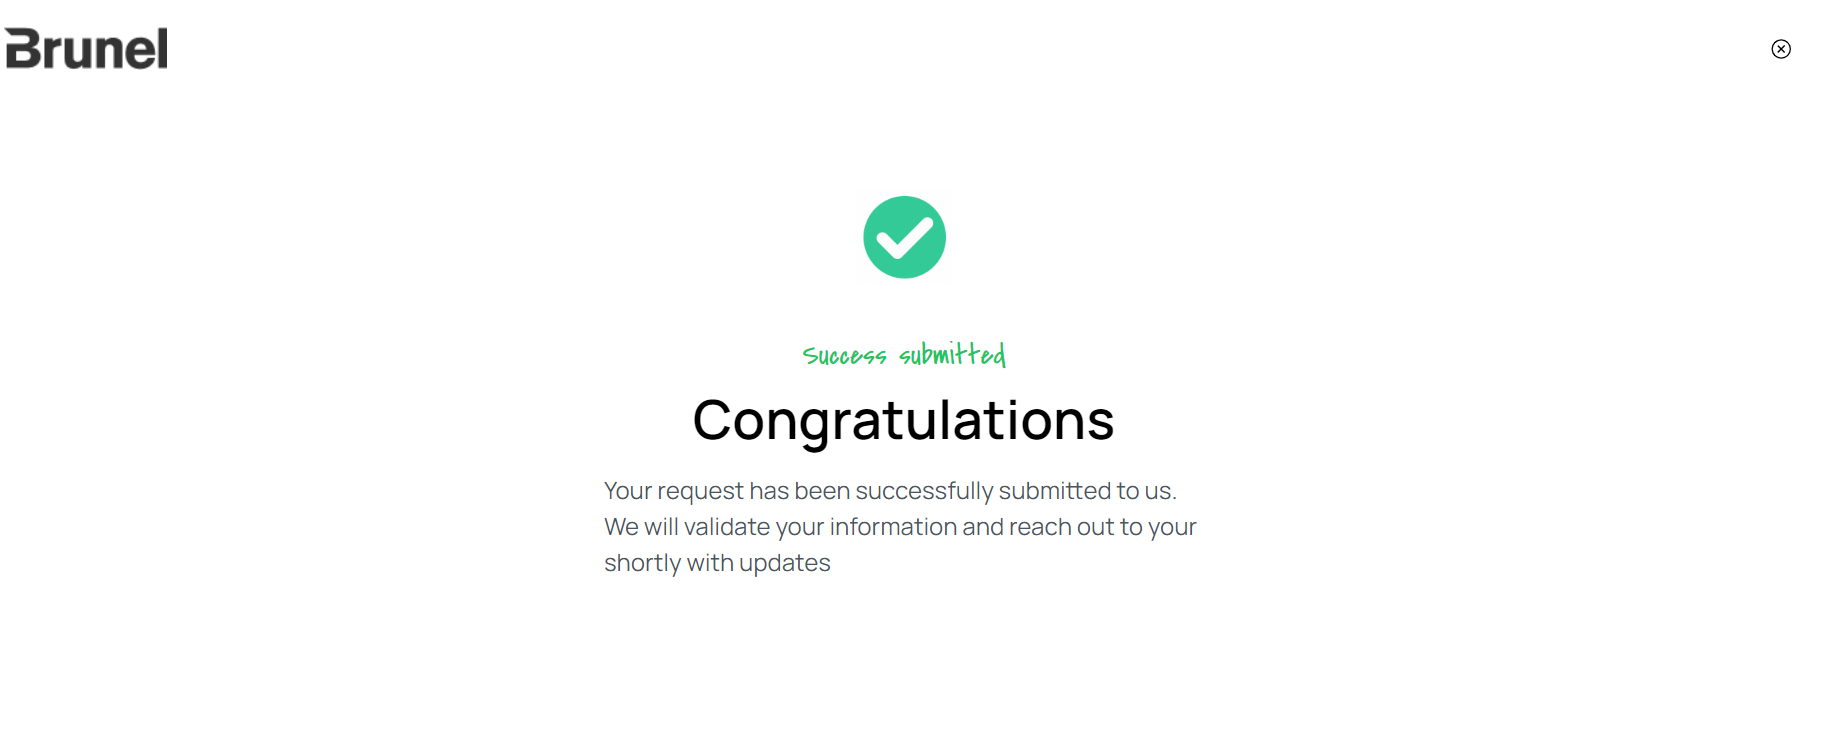 Brunel
Success submitted
Congratulations
Your request has been successfully submitted to us.
We will validate your information and reach out to your
shortly with updates